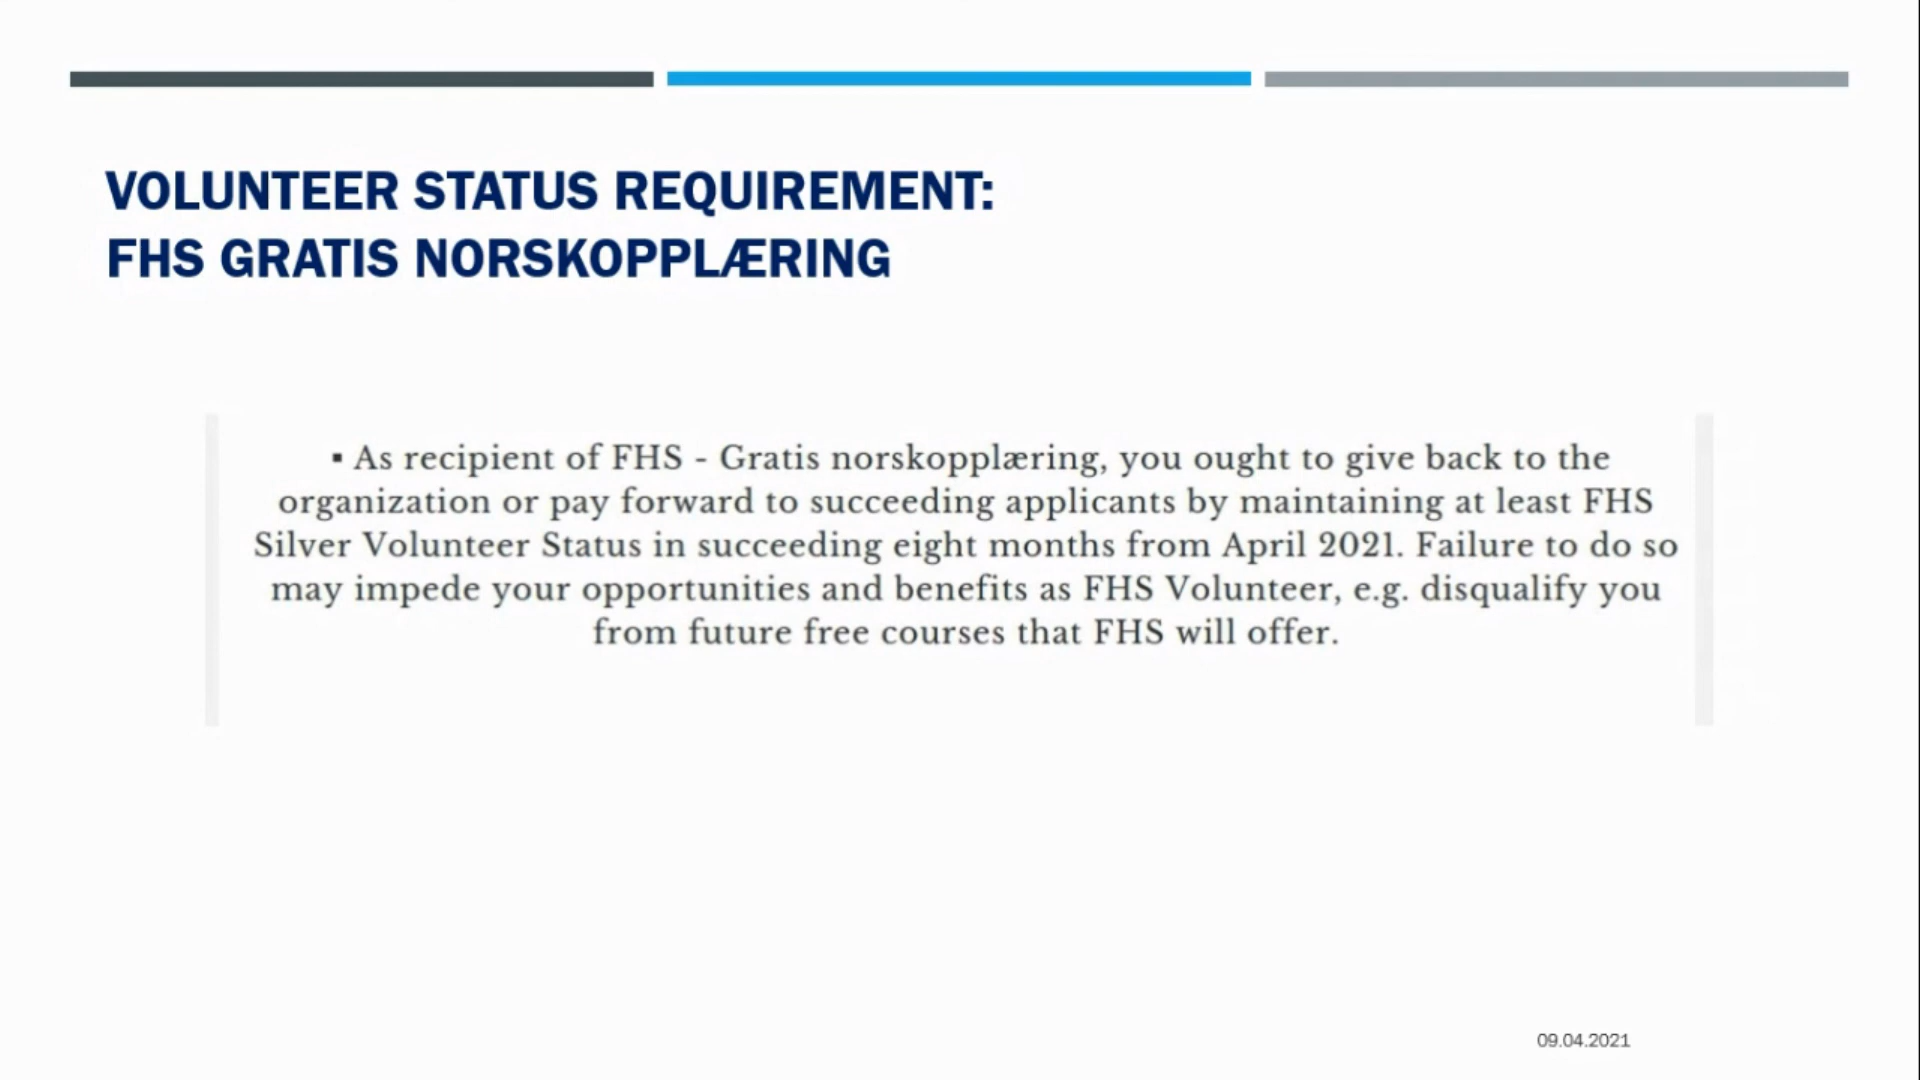 VOLUNTEER STATUS REQUIREMENT:
FHS GRATIS NORSKOPPLÆRING
▪ As recipient of FHS - Gratis norskopplæring, you ought to give back to the
organization or pay forward to succeeding applicants by maintaining at least FHS
Silver Volunteer Status in succeeding eight months from April 2021. Failure to do so
may impede your opportunities and benefits as FHS Volunteer, e.g. disqualify you
from future free courses that FHS will offer.
09.04.2021